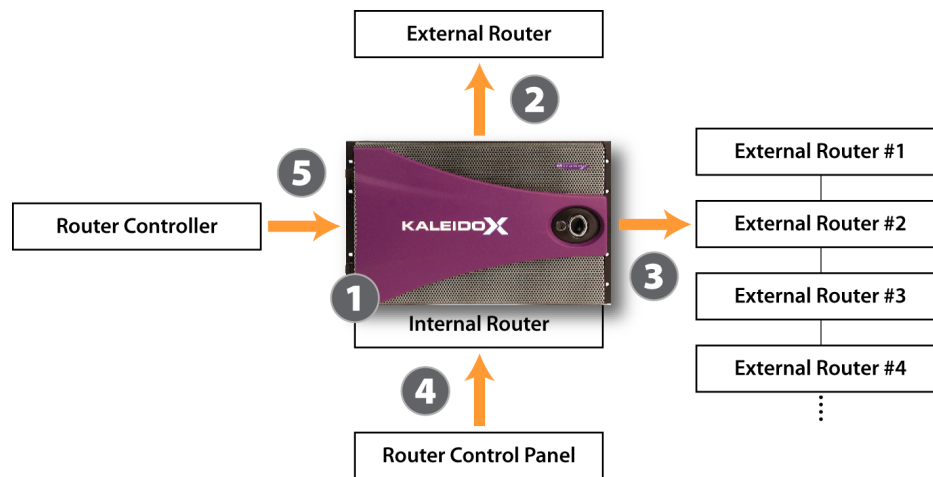 External Router
2
5
External Router #1
Router Controller
KALEIDOX
External Router #2
3
1
External Router #3
Internal Router
4
External Router #4
Router Control Panel